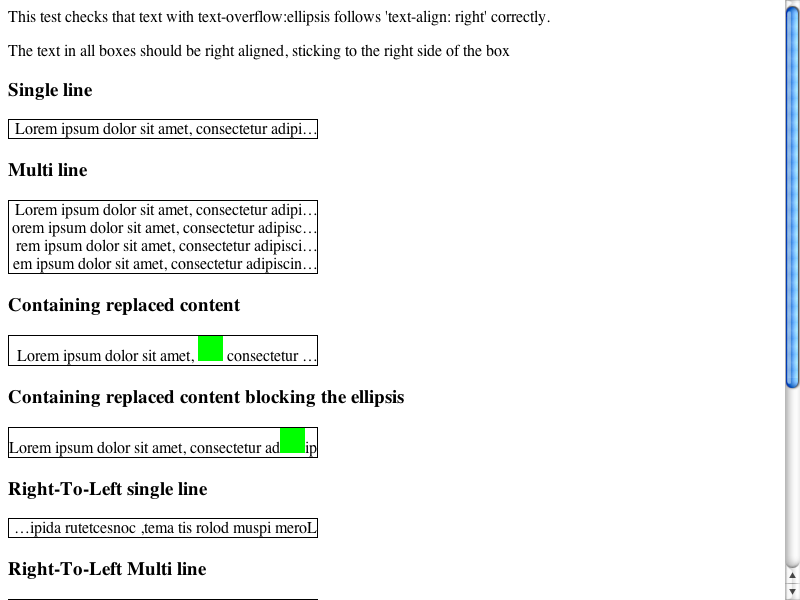 This test checks that text with text-overflow:ellipsis follows 'text-align: right' correctly.
The text in all boxes should be right aligned, sticking to the right side of the box
Single line
Lorem ipsum dolor sit amet, consectetur adipi…
Multi line
Lorem ipsum dolor sit amet, consectetur adipi…
orem ipsum dolor sit amet, consectetur adipisc…
rem ipsum dolor sit amet, consectetur adipisci…
em ipsum dolor sit amet, consectetur adipiscin…
Containing replaced content
Lorem ipsum dolor sit amet, consectetur …
Containing replaced content blocking the ellipsis
Lorem ipsum dolor sit amet, consectetur ad ip
Right-To-Left single line
…ipida rutetcesnoc ,tema tis rolod muspi meroL
Right-To-Left Multi line